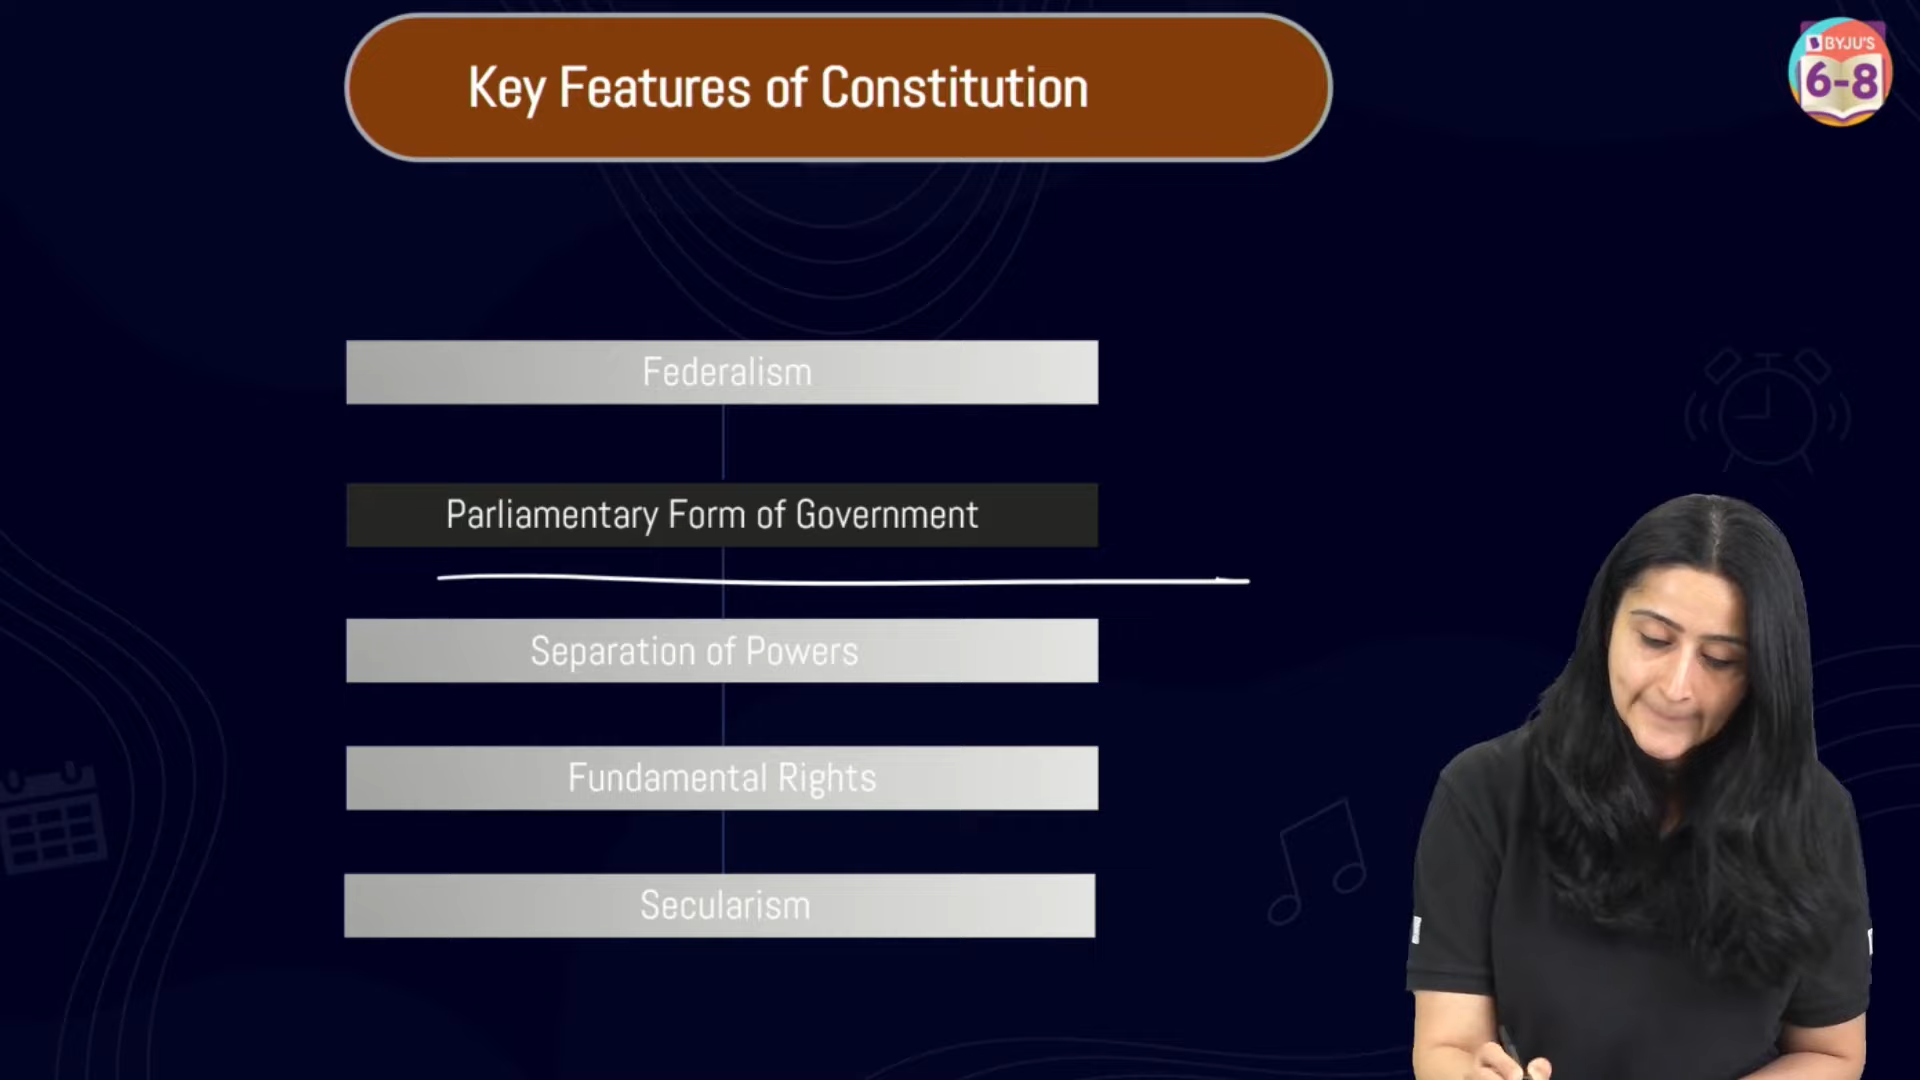 Key Features of Constitution
BYJU'S
6-8
Federalism
Parliamentary Form of Government
Separation of Powers
Fundamental Rights
Secularism